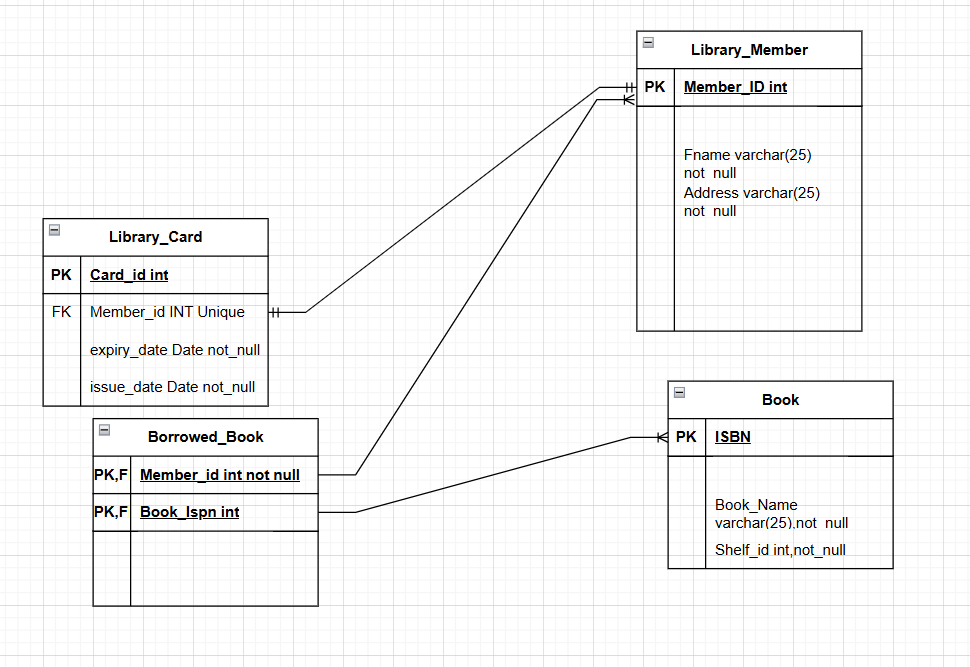 Library_Member
PK Member_ID int
Fname varchar(25)
not null
Address varchar(25)
not null
Library_Card
PK Card_id int
FK Member_id INT Unique
expiry_date Date not_null
issue_date Date not_null
Borrowed_Book
PK,F Member_id int not null
PK,F Book_Ispn int
Book
PK ISBN
Book_Name
varchar(25),not_null
Shelf_id int,not_null